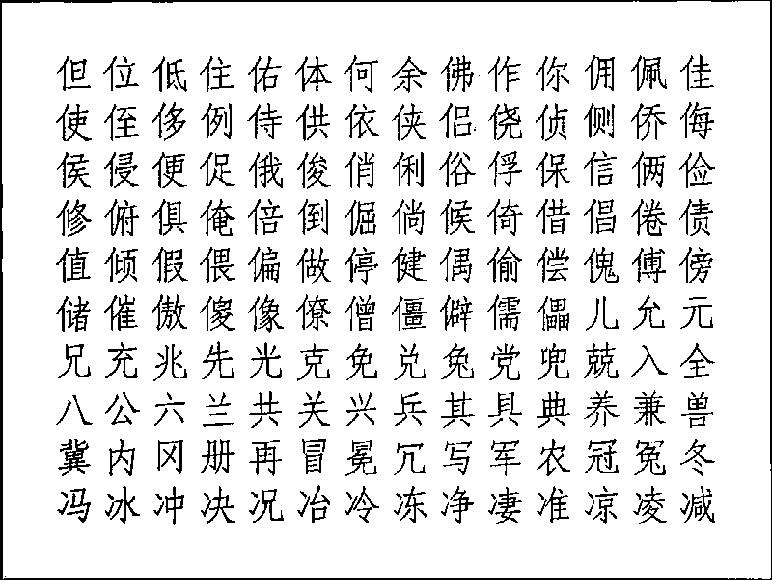 但位低住佑体何余佛作你佣佩佳
使侄侈例侍供依侠侣侥侦侧侨侮
侯侵便促俄俊俏俐俗俘保信俩俭
修俯俱俺倍倒倔倘候倚借倡倦债
值倾假偎偏做停健偶偷偿傀傅傍
储催傲傻像僚僧僵僻儒儡儿允元
兄充兆先光克免兑兔党兜兢入全
八公六兰共关兴兵其具典养兼兽
冀内冈册再冒冕冗写军农冠冤冬
冯冰冲决况冶冷冻净凄准凉凌减